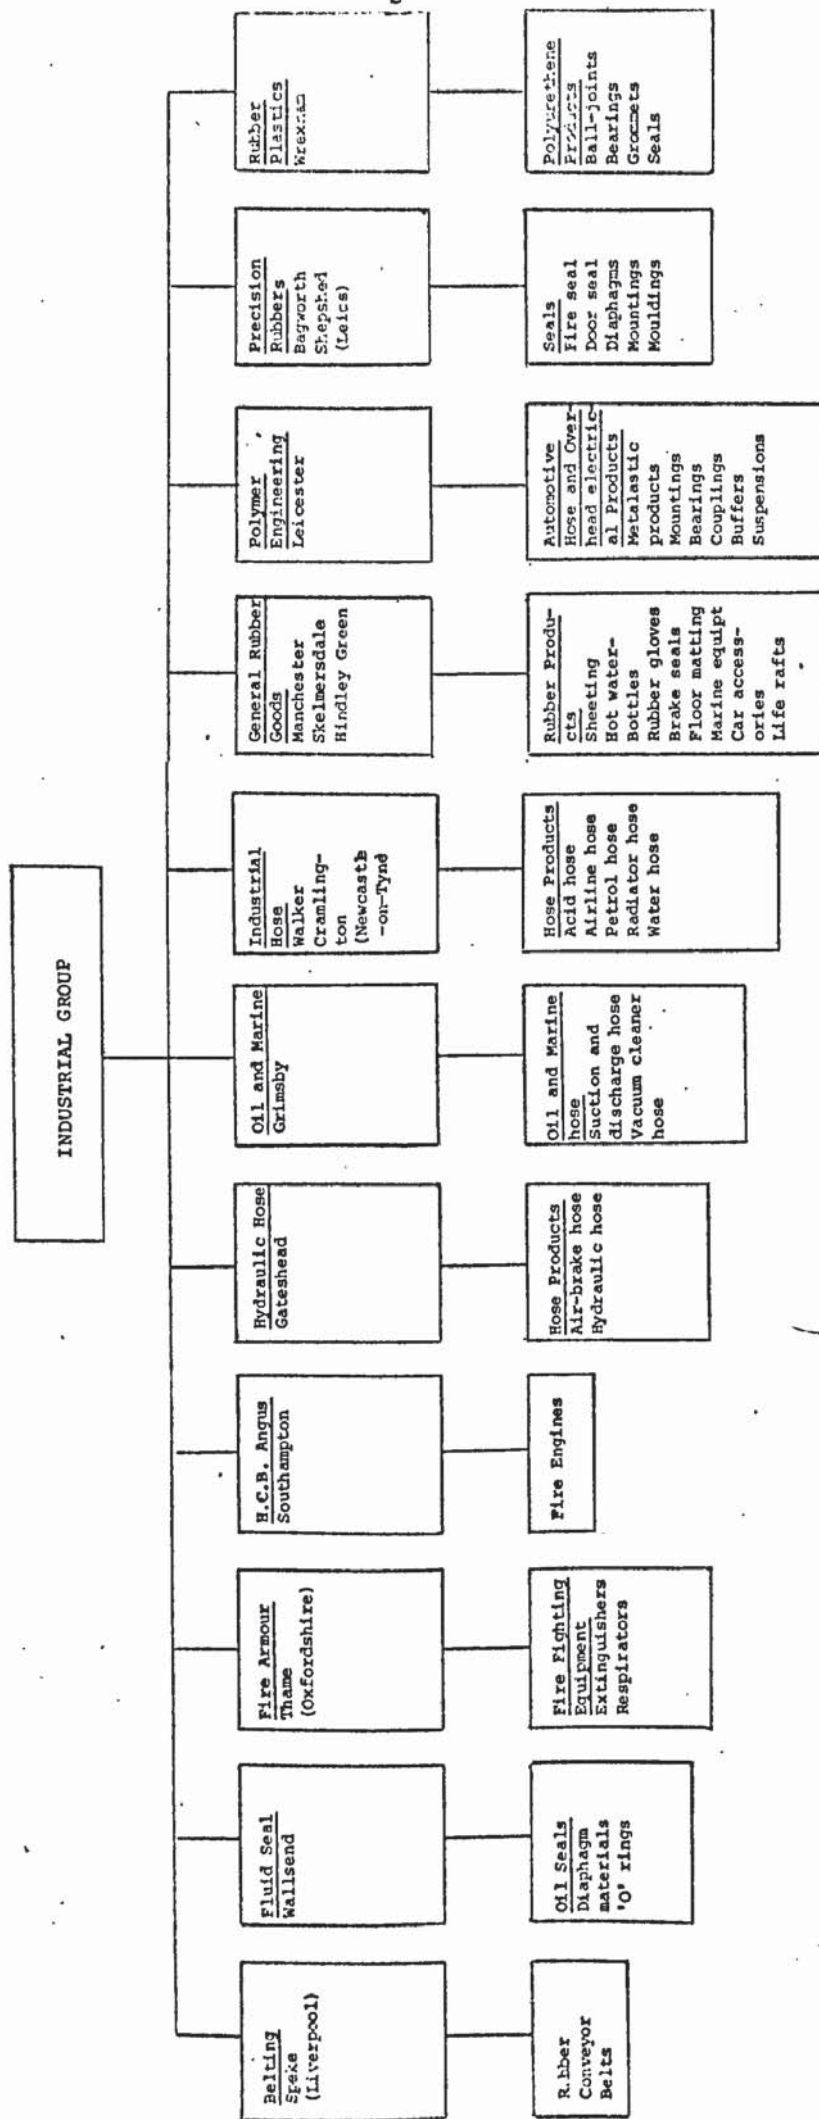 INDUSTRIAL GROUP
Belting
Speke
(Liverpool)
Fluid Seal
Wallsend
Fire Armour
Thame
(Oxfordshire)
H.C.B. Angus
Southampton
Hydraulic Hose
Gateshead
Oil and Marine
Grimsby
Industrial
Hose
Walker
Cramling-
ton
(Newcastle
-on-Tyne)
General Rubber
Goods
Manchester
Skelmersdale
Hindley Green
Polymer
Engineering
Leicester
Precision
Rubbers
Bagworth
Shepshed
(Leics)
Rubber
Plastics
Wrexham
Rubber
Conveyor
Belts
Oil Seals
Diaphagm
materials
'O' rings
Fire Fighting
Equipment
Extinguishers
Respirators
Fire Engines
Hose Products
Air-brake hose
Hydraulic hose
Oil and Marine
hose
Suction and
discharge hose
Vacuum cleaner
hose
Hose Products
Acid hose
Airline hose
Petrol hose
Radiator hose
Water hose
Rubber Produ-
cts
Sheeting
Hot water-
Bottles
Rubber gloves
Brake seals
Floor matting
Marine equipt
Car access-
ories
Life rafts
Automotive
Hose and Over-
head electric-
al Products
Metalastic
products
Mountings
Bearings
Couplings
Buffers
Suspensions
Seals
Fire seal
Door seal
Diaphagms
Mountings
Mouldings
Polyurethene
Products
Ball-joints
Bearings
Grommets
Seals